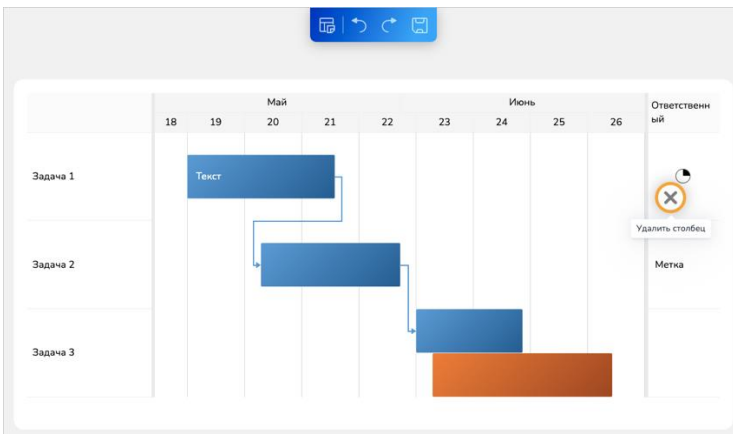 Май
Июнь
Ответственн
ый
18 19 20 21 22 23 24 25 26
Задача 1
Текст
Удалить столбец
Задача 2
Метка
Задача 3